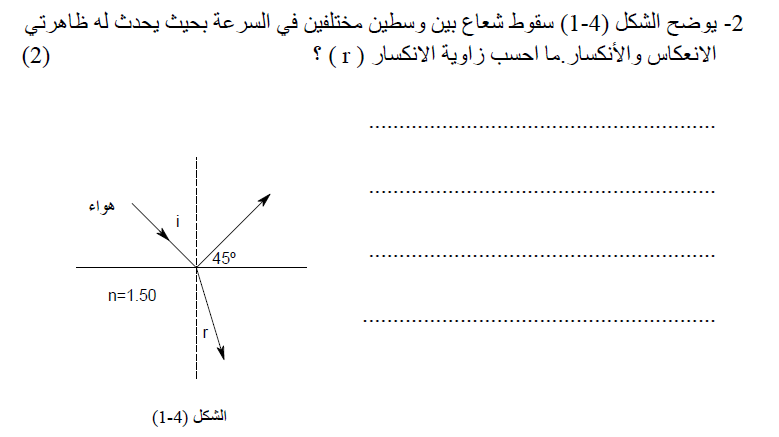 2- يوضح الشكل (4-1) سقوط شعاع بين وسطين مختلفين في السرعة بحيث يحدث له ظاهرتي
الانعكاس والأنكسار.ما احسب زاوية الانكسار ( r ) ؟ (2)
....................................................
....................................................
....................................................
....................................................
هواء
i
45º
n=1.50
r
الشكل (4-1)